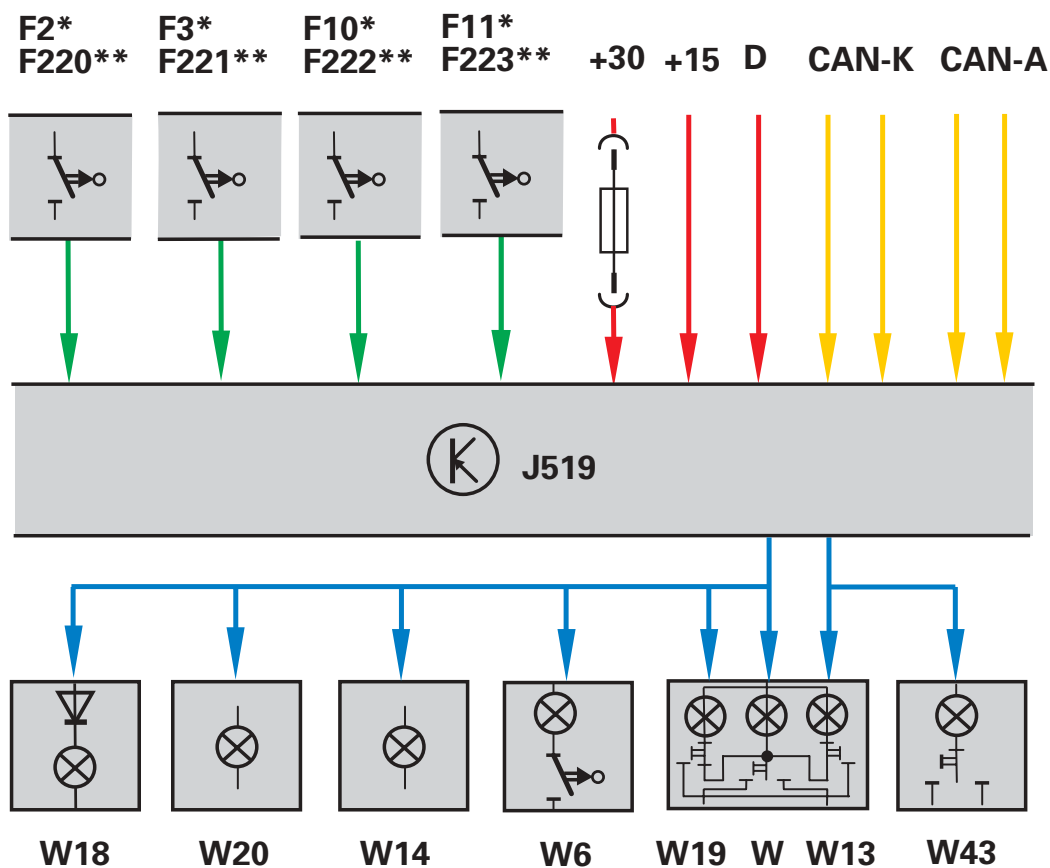 F2* F3* F10* F11*
F220** F221** F222** F223** +30 +15 D CAN-K CAN-A
J519
W18 W20 W14 W6 W19 W W13 W43